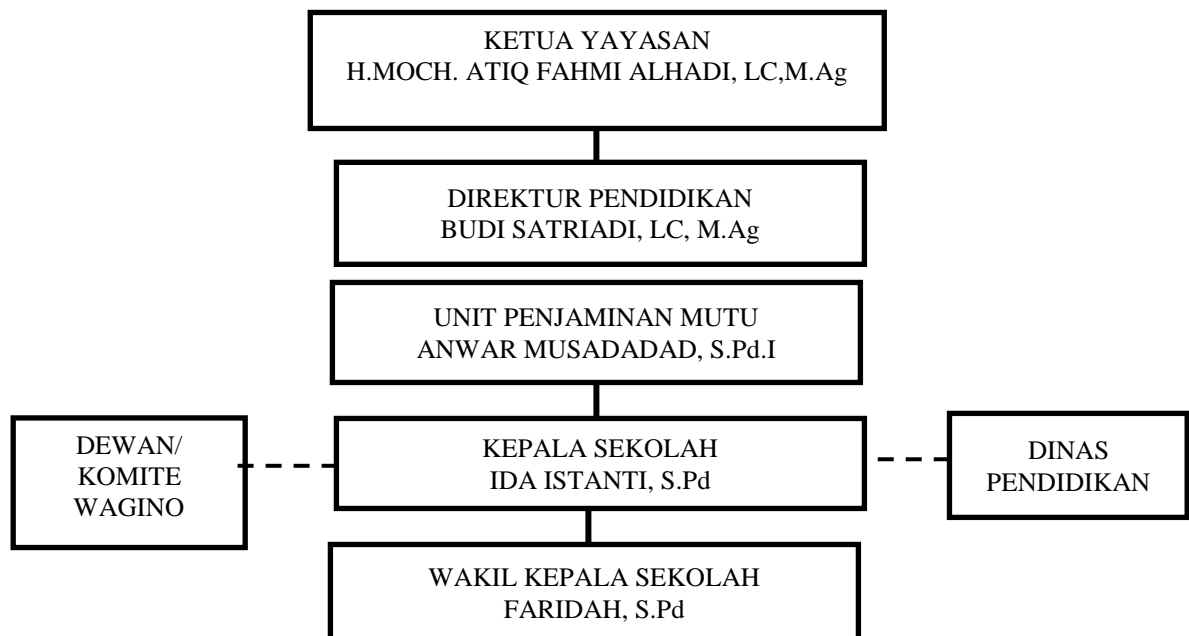 KETUA YAYASAN
H.MOCH. ATIQ FAHMI ALHADI, LC,M.Ag
DIREKTUR PENDIDIKAN
BUDI SATRIADI, LC, M.Ag
UNIT PENJAMINAN MUTU
ANWAR MUSADADAD, S.Pd.I
DEWAN/
KOMITE
WAGINO
KEPALA SEKOLAH
IDA ISTANTI, S.Pd
DINAS
PENDIDIKAN
WAKIL KEPALA SEKOLAH
FARIDAH, S.Pd